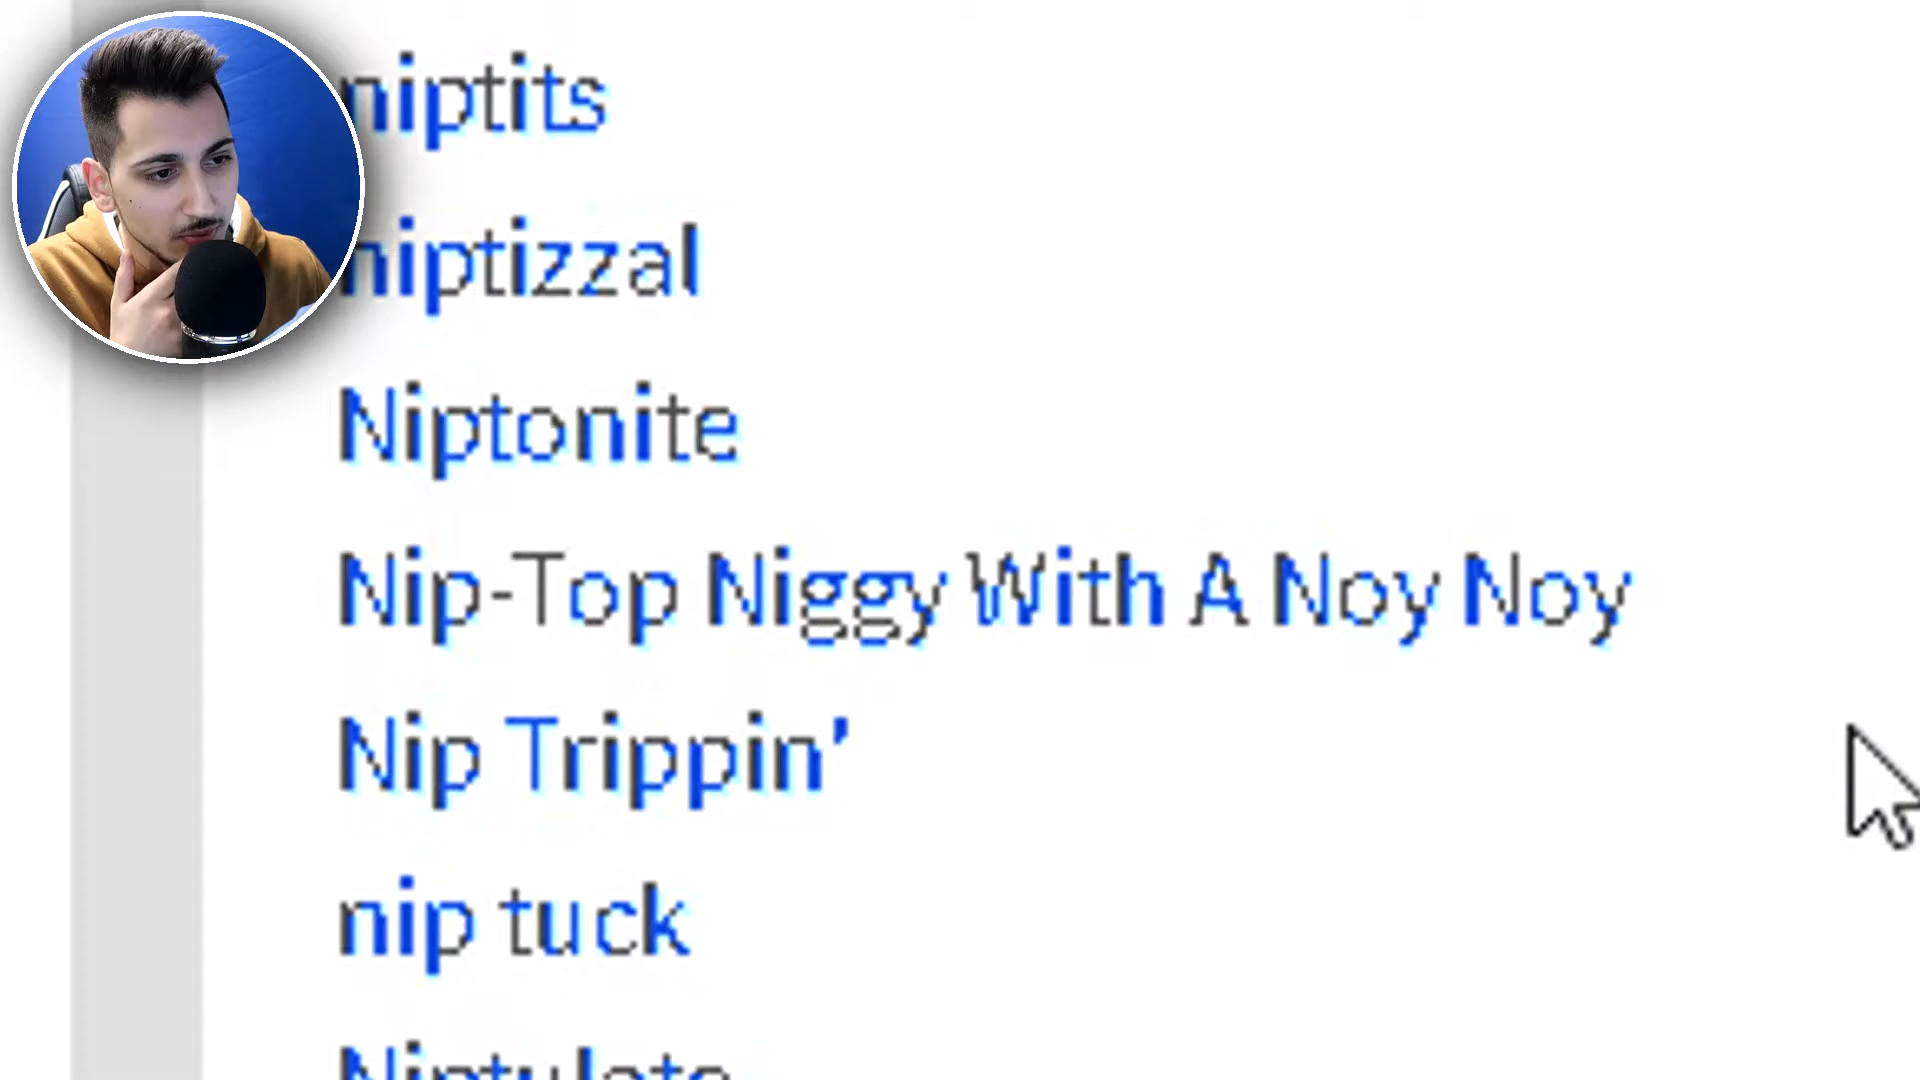 niptits
niptizzal
Niptonite
Nip-Top Niggy With A Noy Noy
Nip Trippin'
nip tuck